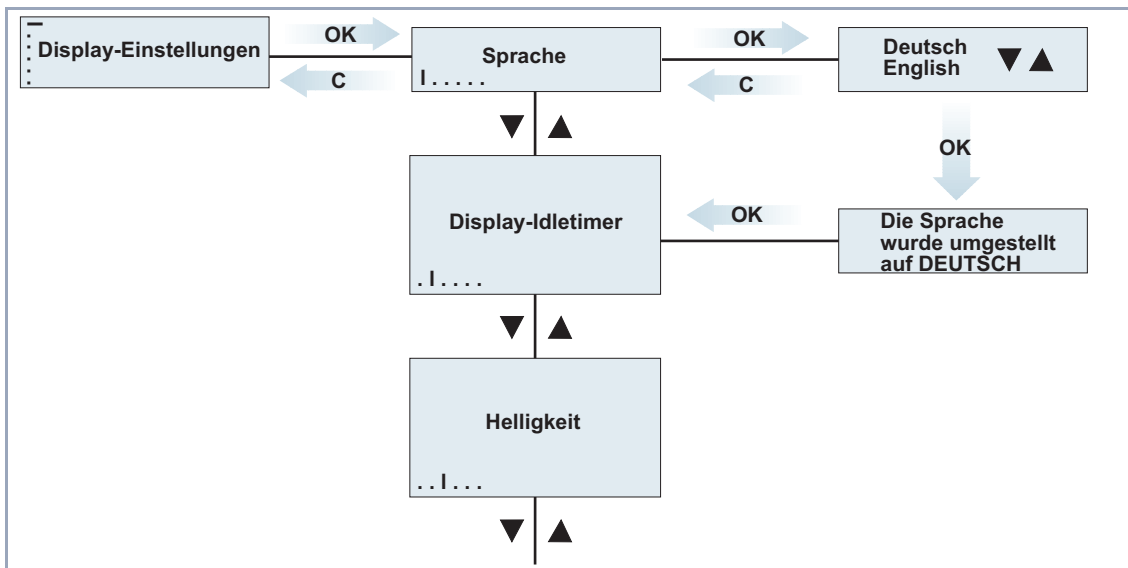 Display-Einstellungen
OK
C
Sprache
I . . . . .
OK
C
Deutsch
English
OK
Display-Idletimer
. I . . . .
OK
Die Sprache
wurde umgestellt
auf DEUTSCH
Helligkeit
. . I . . .